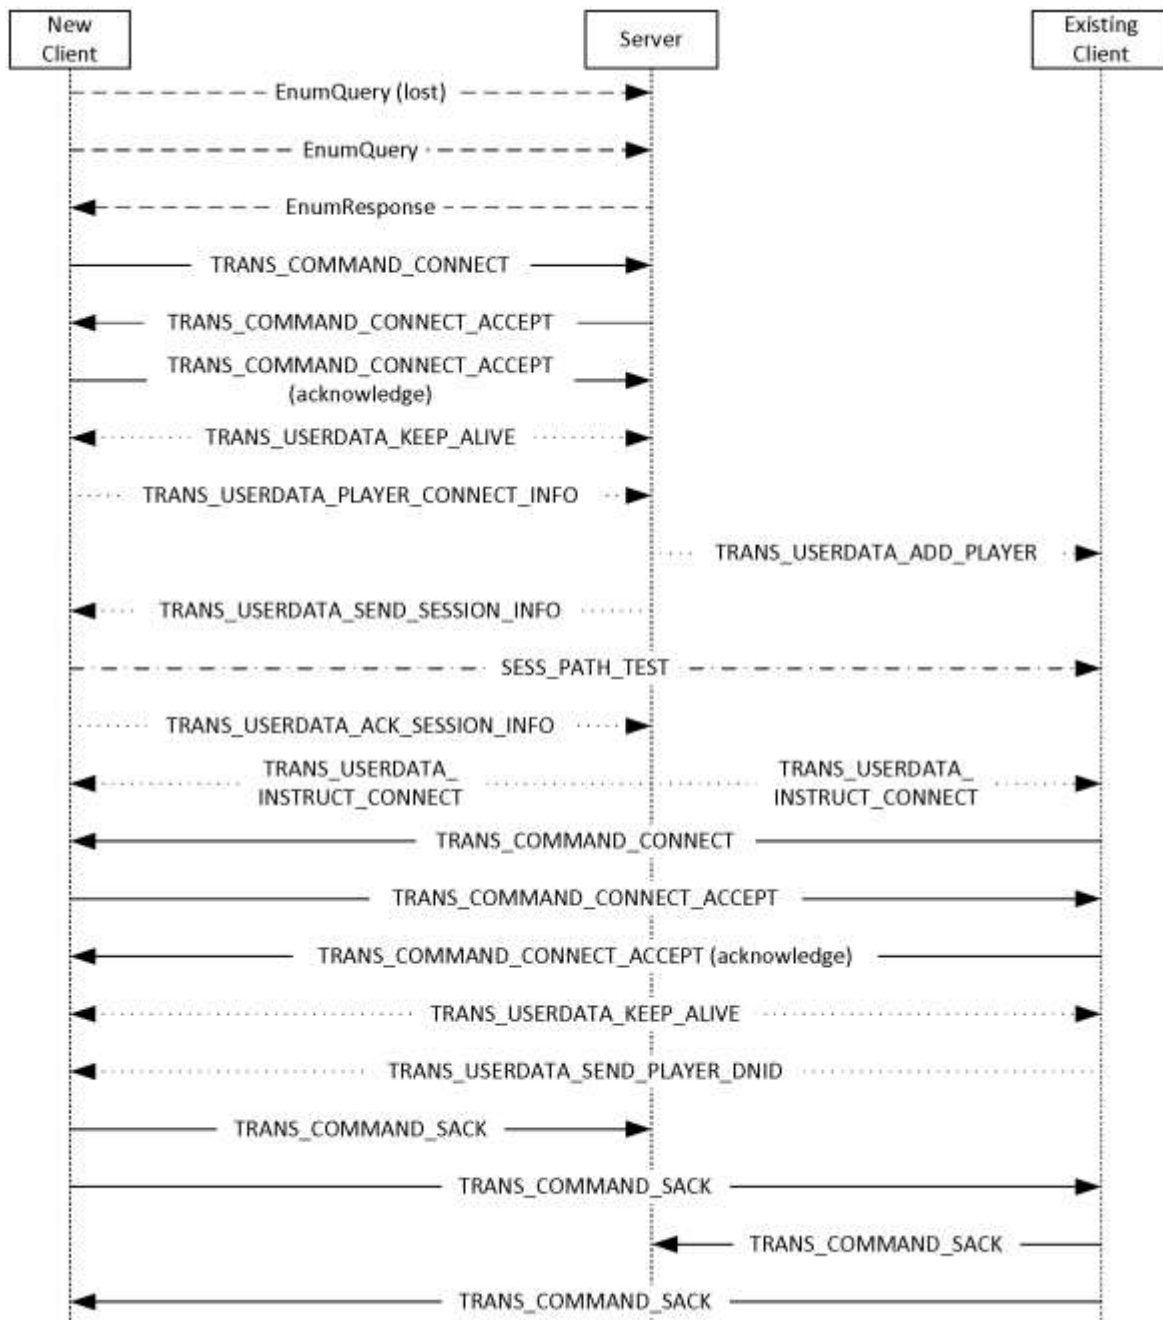 New
Client
Server
Existing
Client
EnumQuery (lost)
EnumQuery
EnumResponse
TRANS_COMMAND_CONNECT
TRANS_COMMAND_CONNECT_ACCEPT
TRANS_COMMAND_CONNECT_ACCEPT
(acknowledge)
TRANS_USERDATA_KEEP_ALIVE
TRANS_USERDATA_PLAYER_CONNECT_INFO
TRANS_USERDATA_ADD_PLAYER
TRANS_USERDATA_SEND_SESSION_INFO
SESS_PATH_TEST
TRANS_USERDATA_ACK_SESSION_INFO
TRANS_USERDATA_
INSTRUCT_CONNECT
TRANS_USERDATA_
INSTRUCT_CONNECT
TRANS_COMMAND_CONNECT
TRANS_COMMAND_CONNECT_ACCEPT
TRANS_COMMAND_CONNECT_ACCEPT (acknowledge)
TRANS_USERDATA_KEEP_ALIVE
TRANS_USERDATA_SEND_PLAYER_DNID
TRANS_COMMAND_SACK
TRANS_COMMAND_SACK
TRANS_COMMAND_SACK
TRANS_COMMAND_SACK